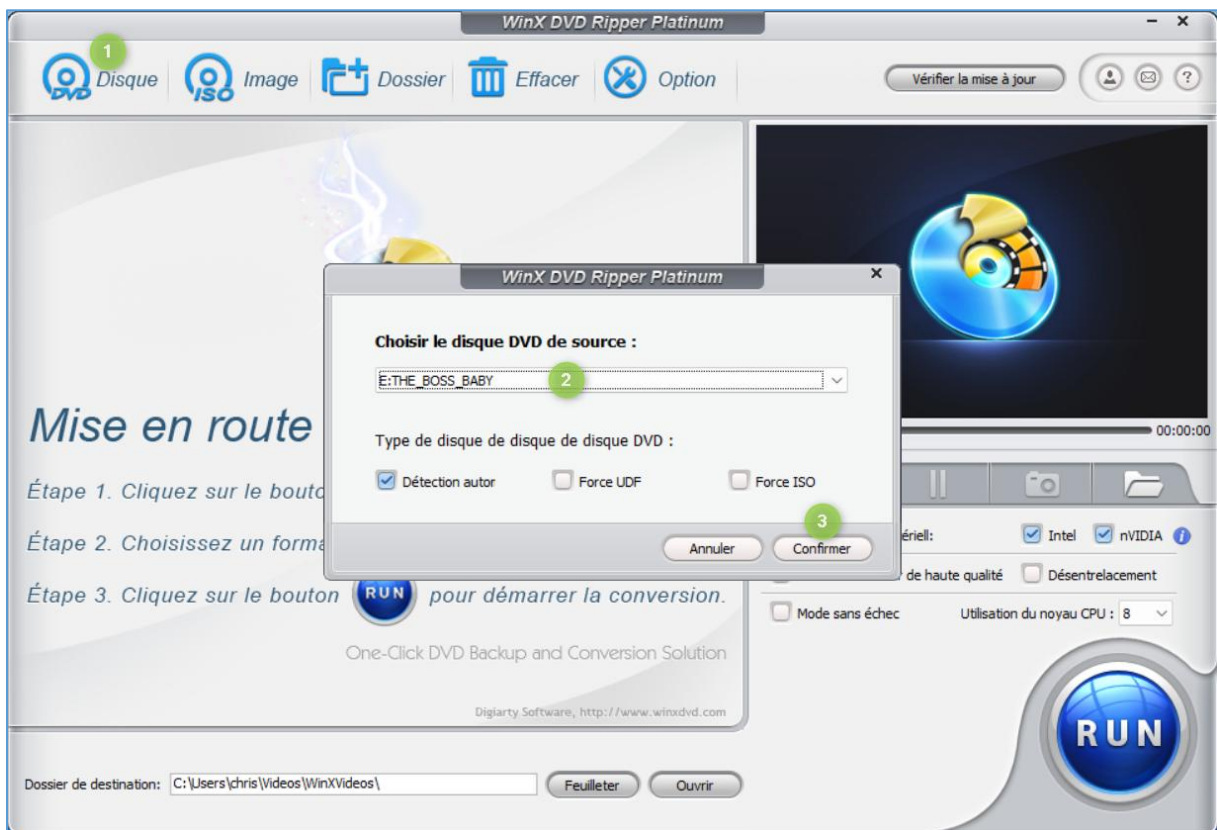 WinX DVD Ripper Platinum
1
DVD Disque
ISO Image
Dossier
Effacer
Option
Vérifier la mise à jour
?
WinX DVD Ripper Platinum
Choisir le disque DVD de source :
E:THE_BOSS_BABY
2
Type de disque de disque de disque DVD :
Détection autor
Force UDF
Force ISO
3
Annuler
Confirmer
Mise en route
Étape 1. Cliquez sur le bouto
Étape 2. Choisissez un forma
Étape 3. Cliquez sur le bouton RUN pour démarrer la conversion.
One-Click DVD Backup and Conversion Solution
Digiarty Software, http://www.winxdvd.com
00:00:00
ériell:
Intel
nVIDIA
i
de haute qualité
Désentrelacement
Mode sans échec
Utilisation du noyau CPU :
8
RUN
Dossier de destination:
C:\Users\chris\Videos\WinXVideos\
Feuilleter
Ouvrir